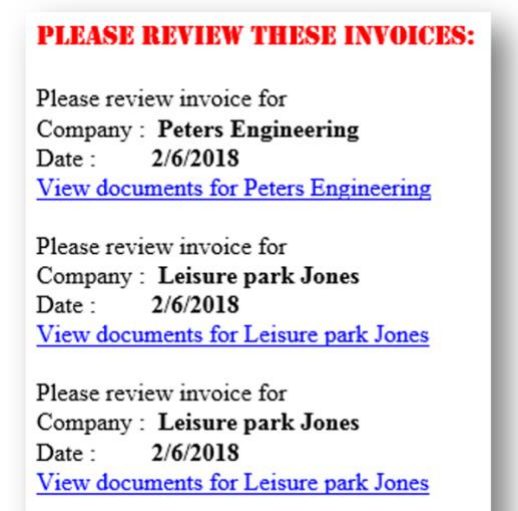 PLEASE REVIEW THESE INVOICES:
Please review invoice for
Company : Peters Engineering
Date : 2/6/2018
View documents for Peters Engineering
Please review invoice for
Company : Leisure park Jones
Date : 2/6/2018
View documents for Leisure park Jones
Please review invoice for
Company : Leisure park Jones
Date : 2/6/2018
View documents for Leisure park Jones